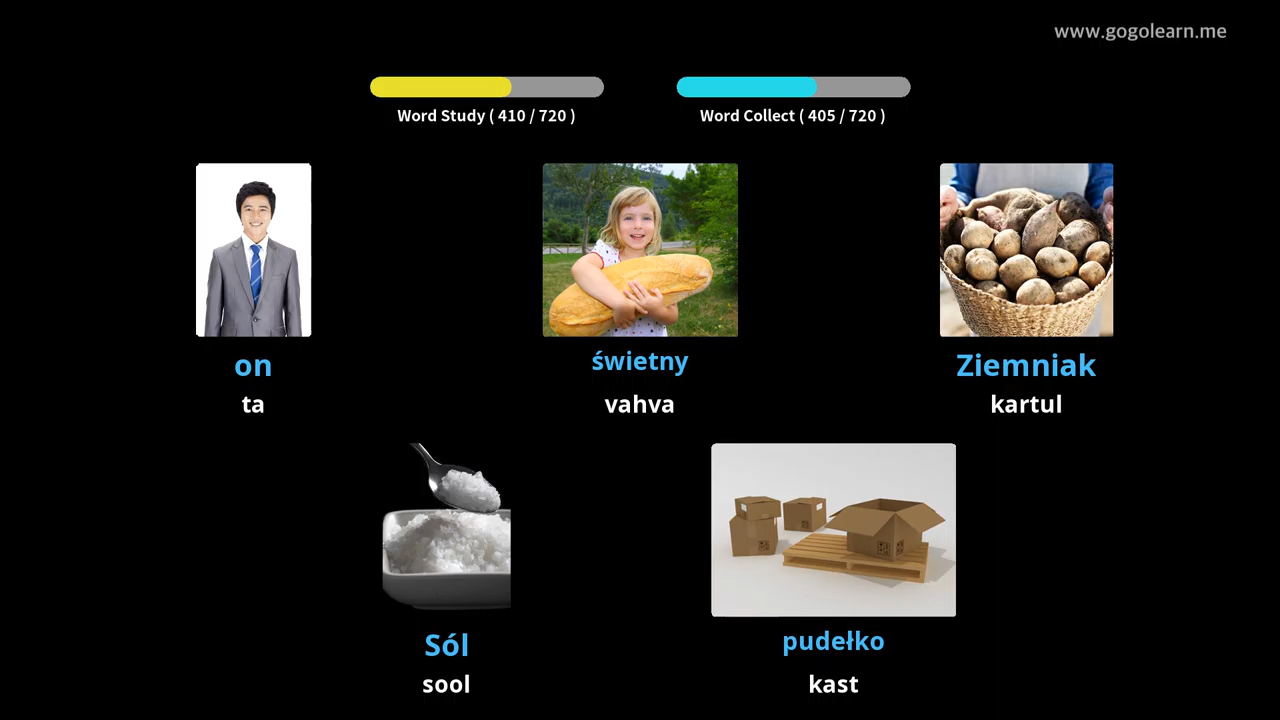 www.gogolearn.me
Word Study ( 410 / 720 )
Word Collect ( 405 / 720 )
on
ta
świetny
vahva
Ziemniak
kartul
Sól
sool
pudełko
kast